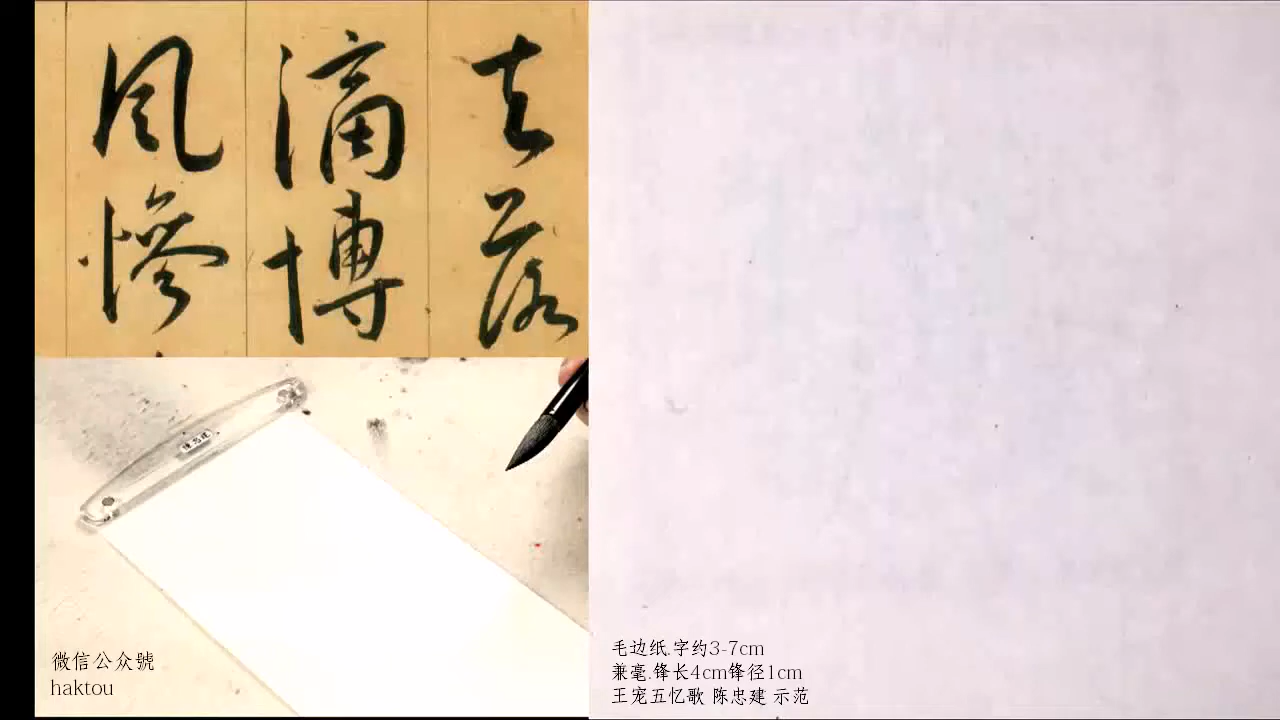 落
滴博
風慘
微信公众號
haktou
毛边纸.字约3-7cm
兼毫.锋长4cm锋径1cm
王宠五忆歌 陈忠建 示范